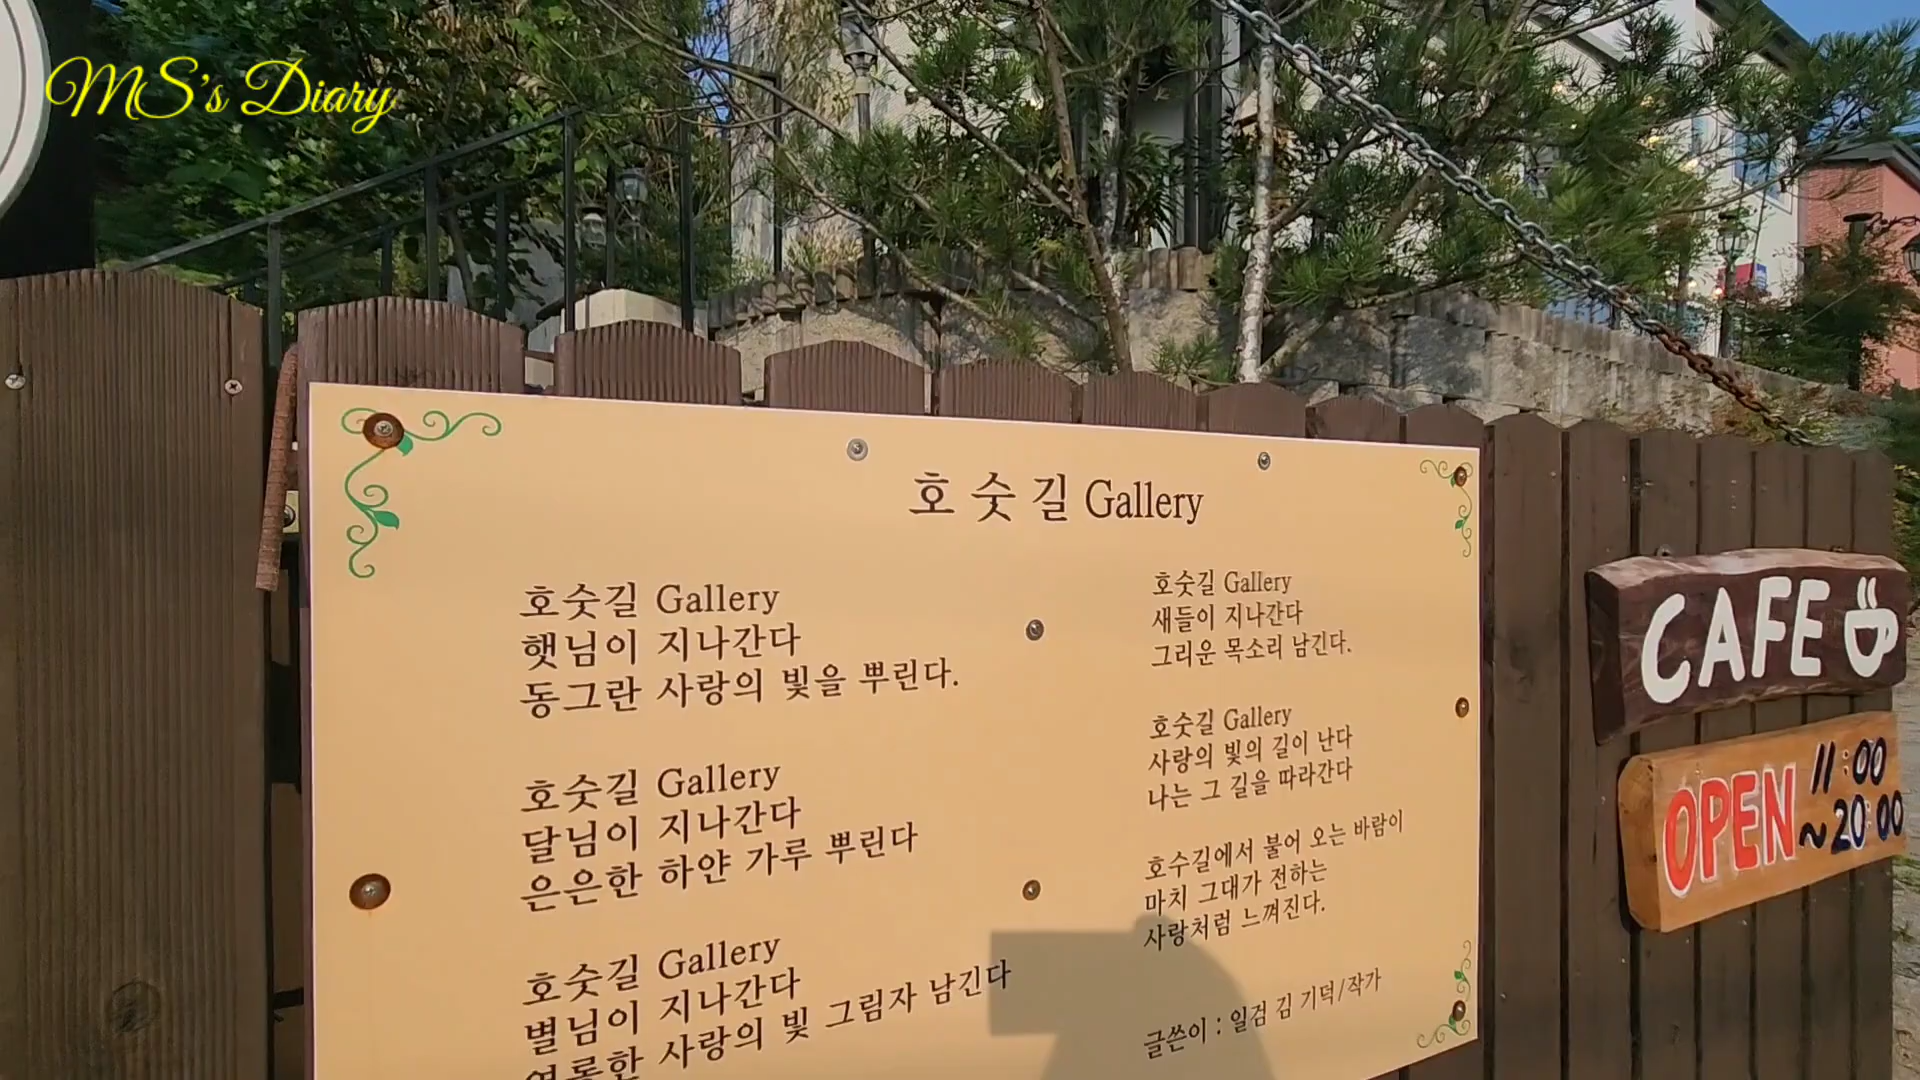 MS's Diary
호 숫 길 Gallery
호숫길 Gallery
햇님이 지나간다
동그란 사랑의 빛을 뿌린다.
호숫길 Gallery
달님이 지나간다
은은한 하얀 가루 뿌린다
호숫길 Gallery
별님이 지나간다
사랑의 빛 그림자 남긴다
호숫길 Gallery
새들이 지나간다
그리운 목소리 남긴다.
호숫길 Gallery
사랑의 빛의 길이 난다
나는 그 길을 따라간다
호수길에서 불어 오는 바람이
마치 그대가 전하는
사랑처럼 느껴진다.
글쓴이 : 일검 김 기덕/작가
CAFE
OPEN 11:00
~20:00